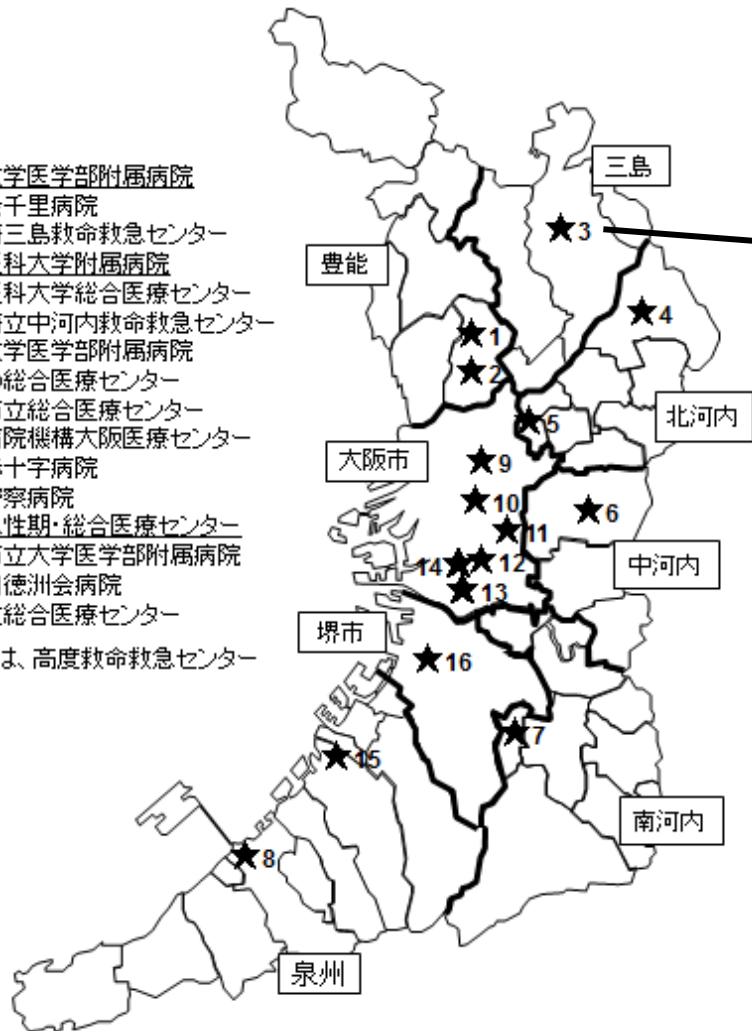 学医学部附属病院
千里病院
三島救命救急センター
科大学附属病院
科大学総合医療センター
立中河内救命救急センター
学医学部附属病院
総合医療センター
立総合医療センター
院機構大阪医療センター
十字病院
察病院
性期・総合医療センター
立大学医学部附属病院
徳洲会病院
総合医療センター
は、高度救命救急センター
三島
3
豊能
4
1
2
北河内
5
大阪市
9
10
6
11
中河内
12
14
13
堺市
16
7
15
南河内
8
泉州